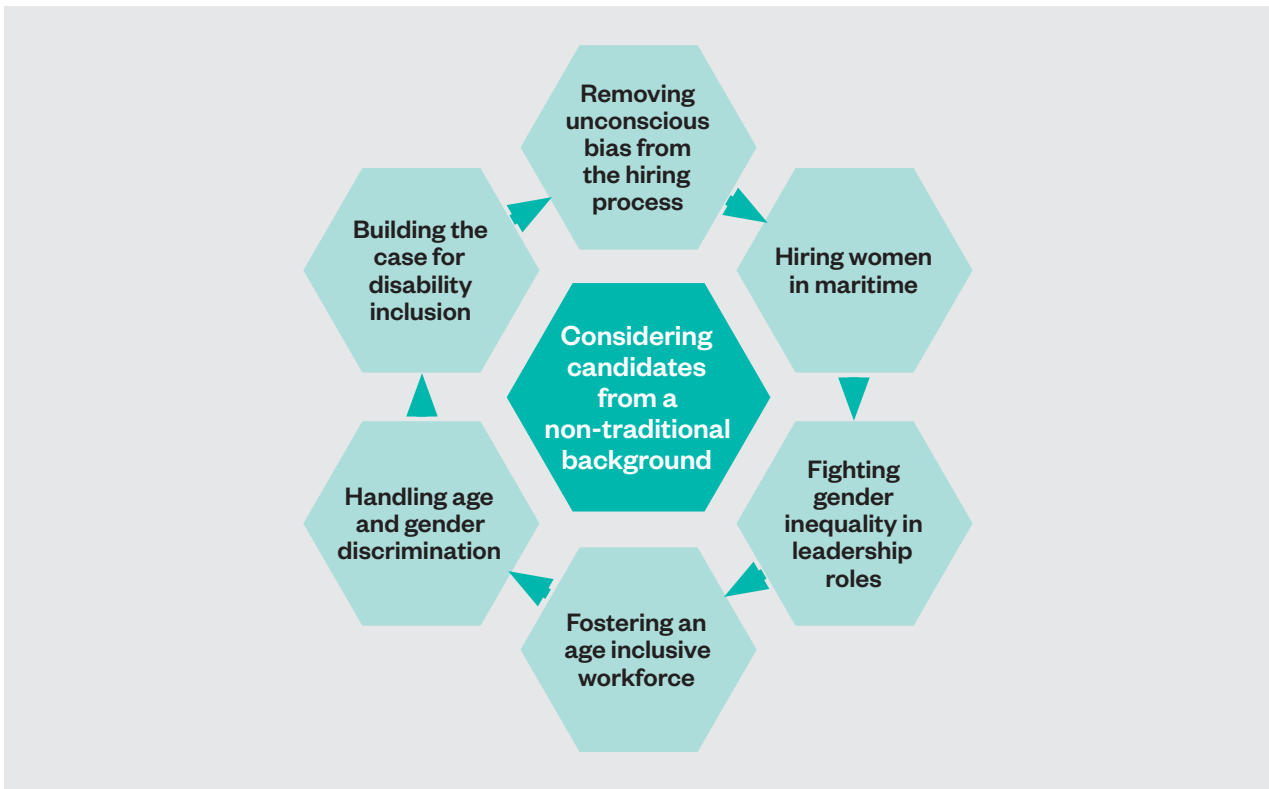 Removing
unconscious
bias from
the hiring
process
Hiring women
in maritime
Fighting
gender
inequality in
leadership
roles
Fostering an
age inclusive
workforce
Handling age
and gender
discrimination
Building the
case for
disability
inclusion
Considering
candidates
from a
non-traditional
background